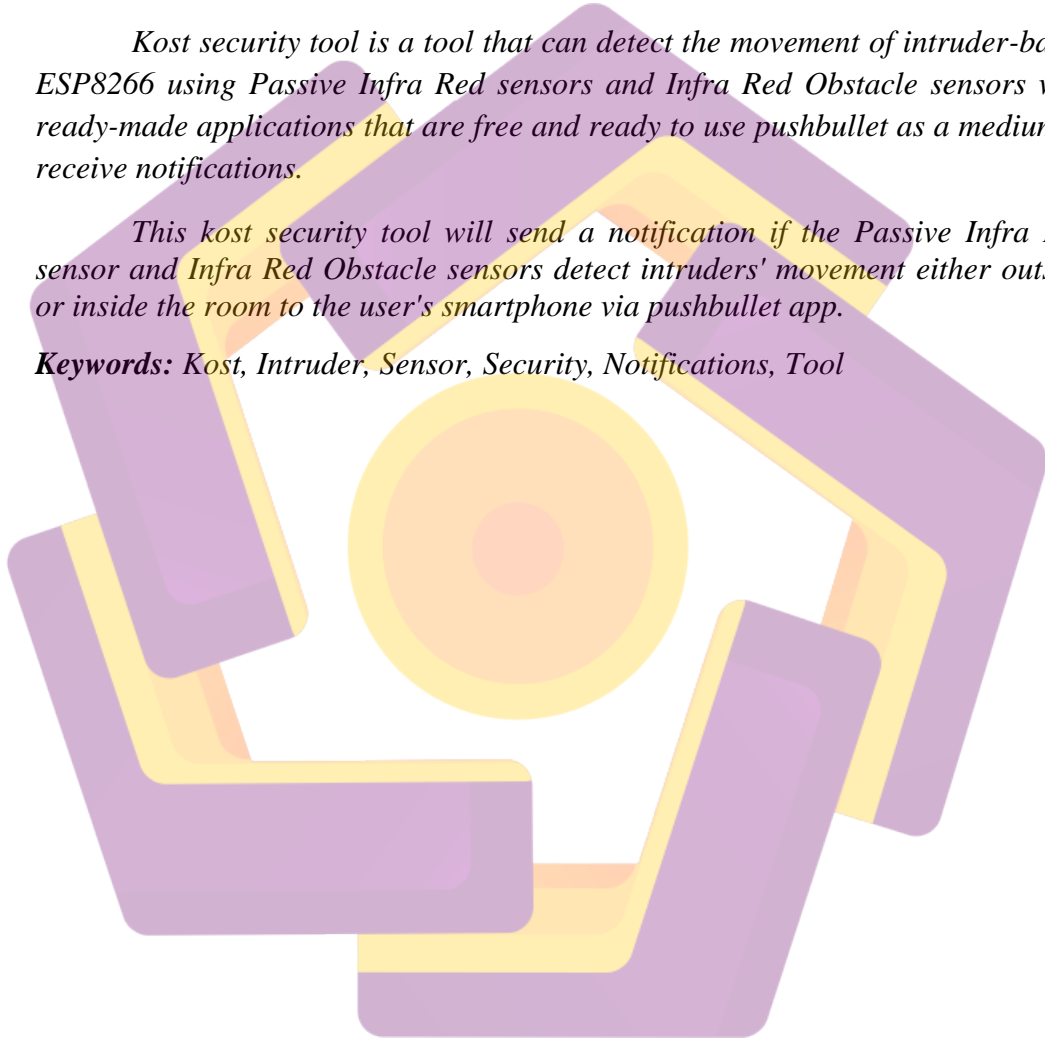 Kost security tool is a tool that can detect the movement of intruder-ba
ESP8266 using Passive Infra Red sensors and Infra Red Obstacle sensors
ready-made applications that are free and ready to use pushbullet as a medium
receive notifications.
This kost security tool will send a notification if the Passive Infra
sensor and Infra Red Obstacle sensors detect intruders' movement either outs
or inside the room to the user's smartphone via pushbullet app.
Keywords: Kost, Intruder, Sensor, Security, Notifications, Tool